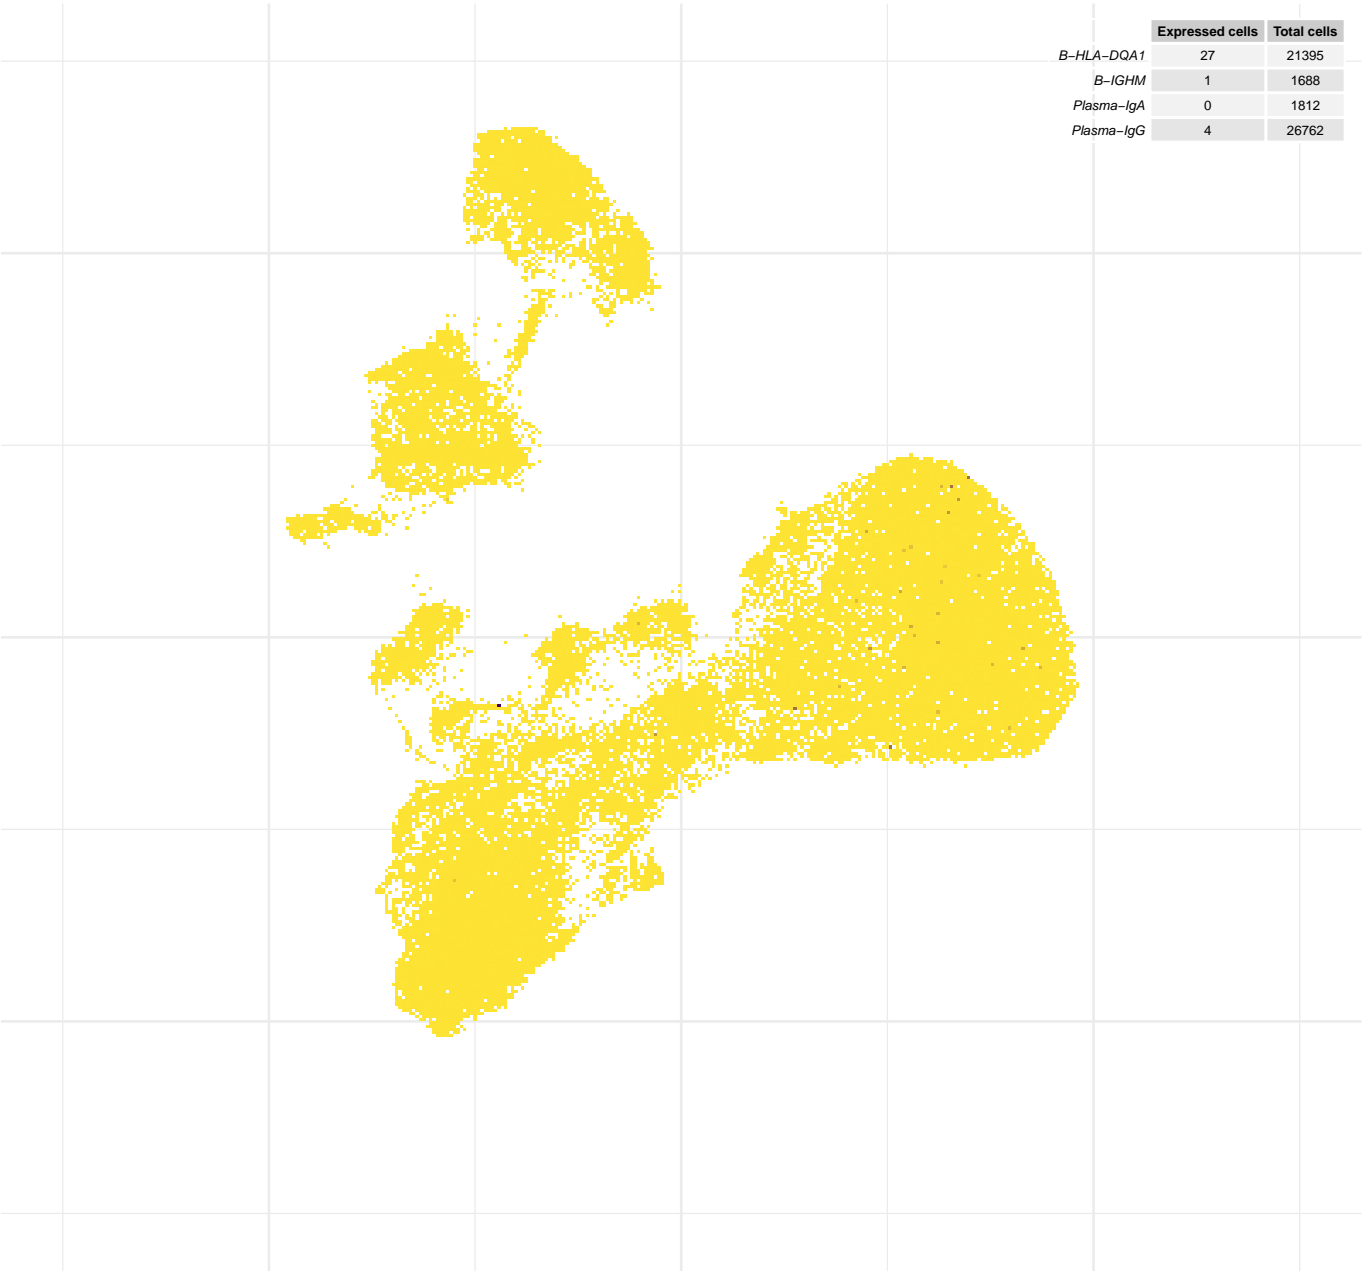 Expressed cells Total cells
B−HLA−DQA1 27 21395
B−IGHM 1 1688
Plasma−IgA 0 1812
Plasma−IgG 4 26762